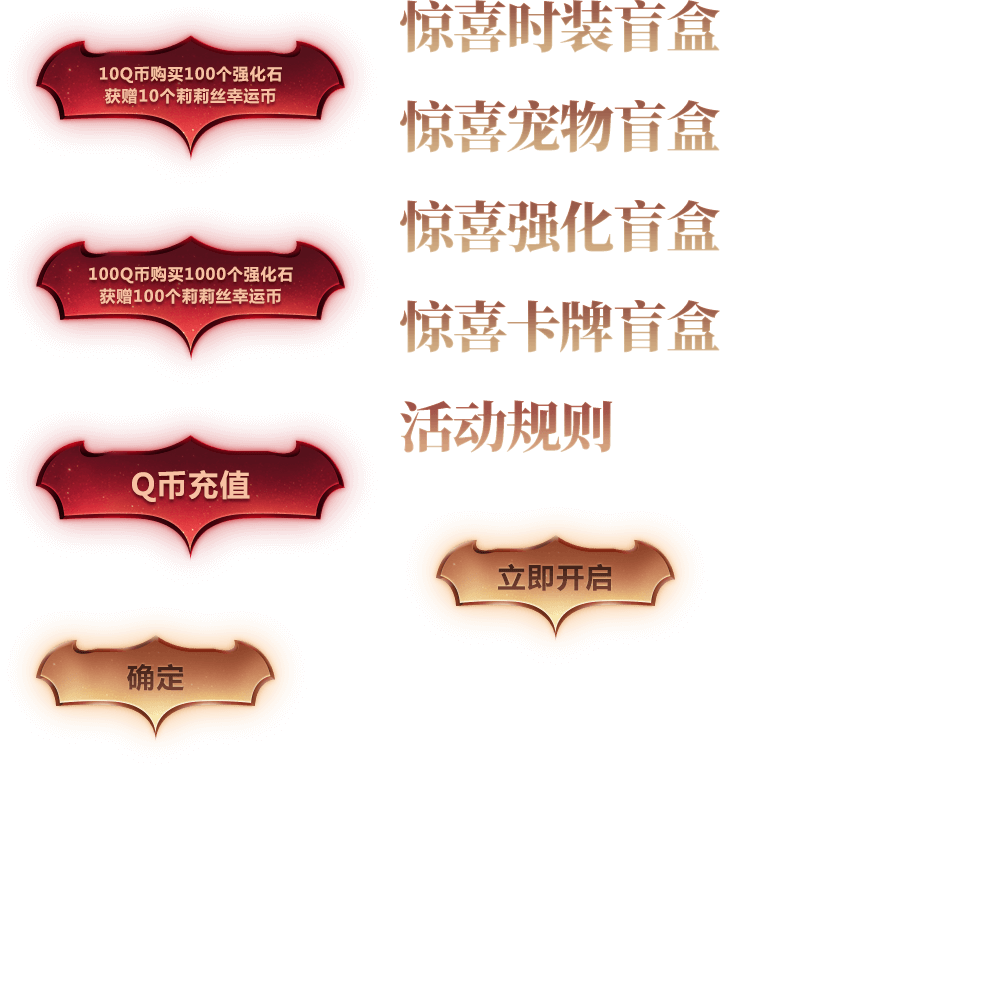 10Q币购买100个强化石
获赠10个莉莉丝幸运币
100Q币购买1000个强化石
获赠100个莉莉丝幸运币
Q币充值
确定
惊喜时装盲盒
惊喜宠物盲盒
惊喜强化盲盒
惊喜卡牌盲盒
活动规则
立即开启